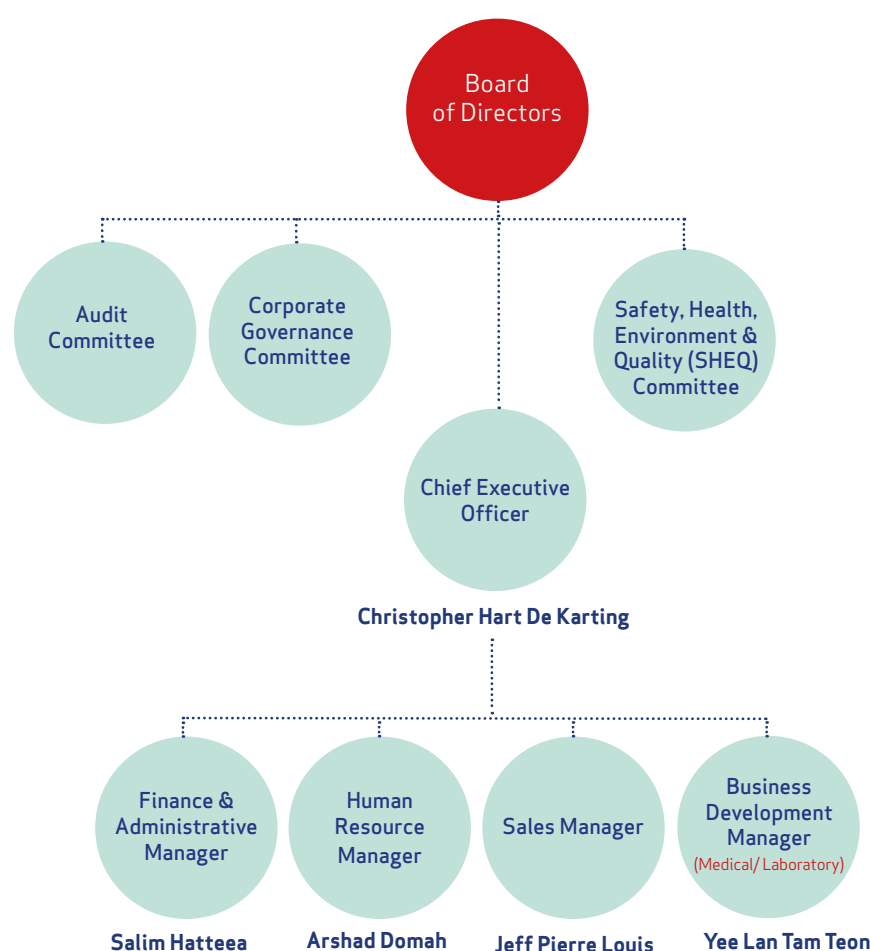 Board
of Directors
Audit
Committee
Corporate
Governance
Committee
Safety, Health,
Environment &
Quality (SHEQ)
Committee
Chief Executive
Officer
Christopher Hart De Karting
Finance &
Administrative
Manager
Human
Resource
Manager
Sales Manager
Business
Development
Manager
(Medical/ Laboratory)
Salim Hatteea
Arshad Domah
Jeff Pierre Louis
Yee Lan Tam Teon